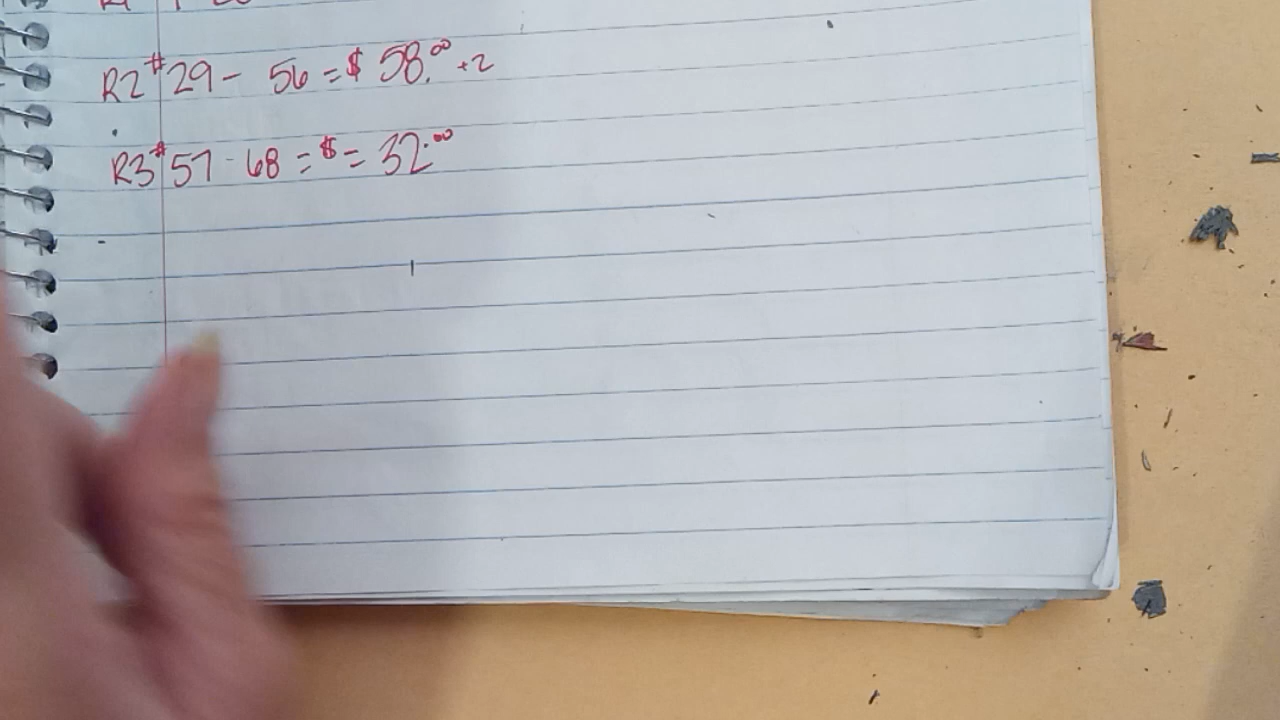 R2 # 29 - 56 = $ 58.00 +2
R3 # 57 - 68 = $ = 32.00